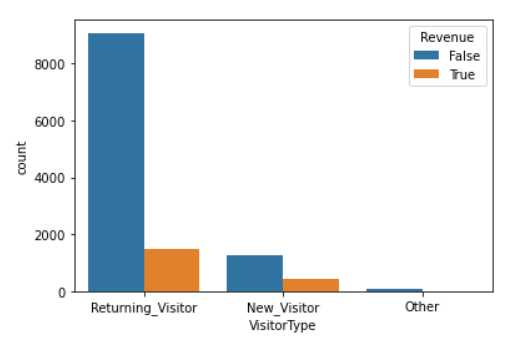 Revenue
False
True
8000
6000
4000
2000
0
count
Returning_Visitor
New_Visitor
Other
VisitorType